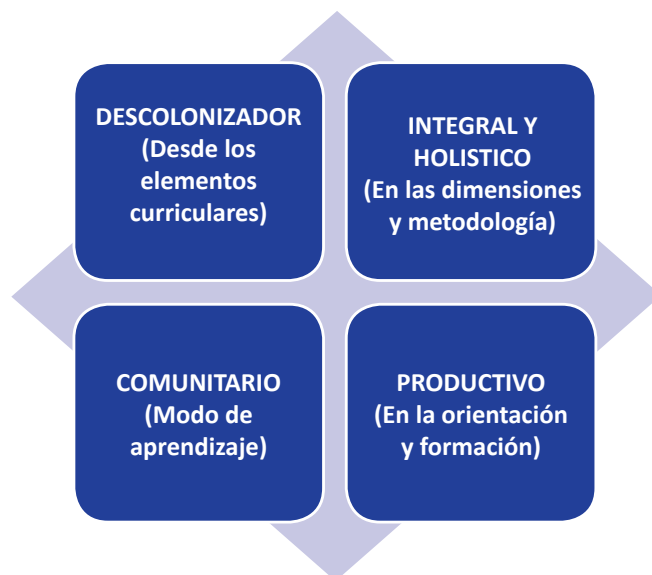 DESCOLONIZADOR
(Desde los
elementos
curriculares)
INTEGRAL Y
HOLISTICO
(En las dimensiones
y metodología)
COMUNITARIO
(Modo de
aprendizaje)
PRODUCTIVO
(En la orientación
y formación)